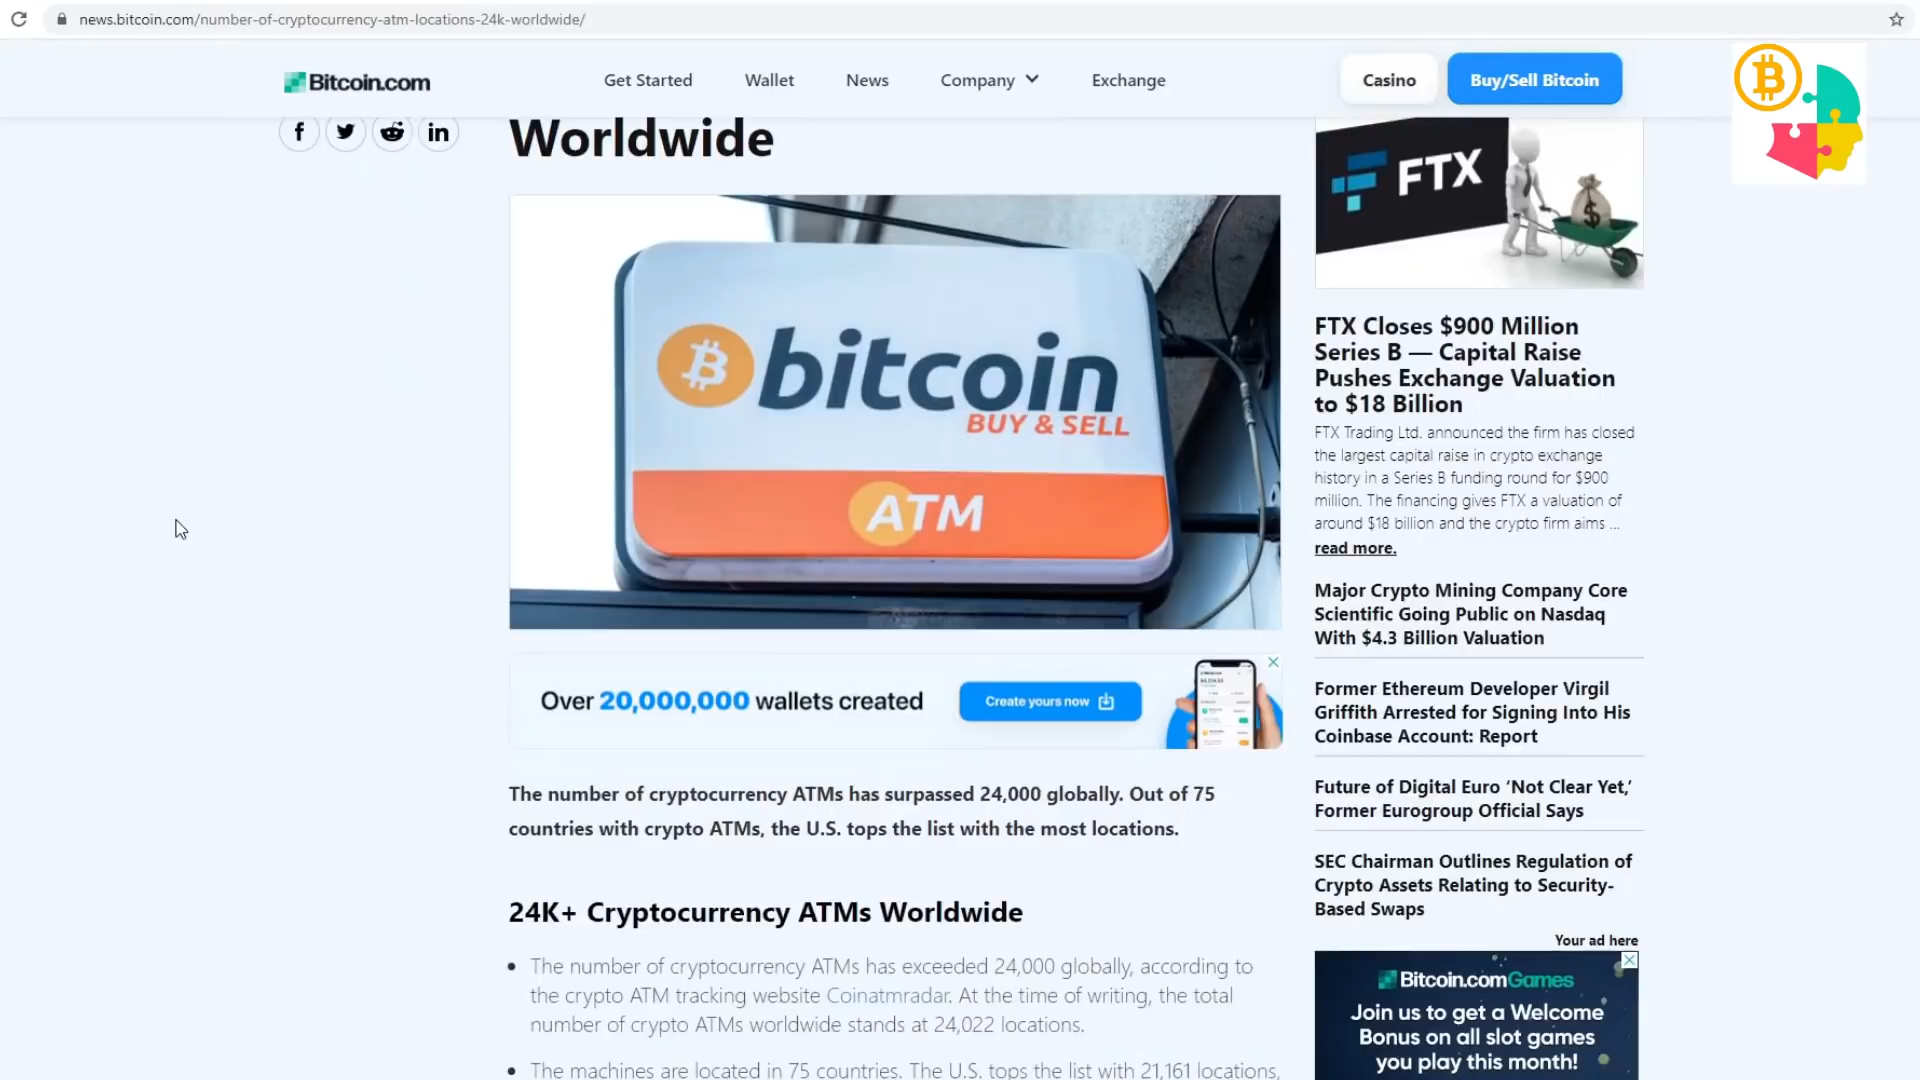 news.bitcoin.com/number-of-cryptocurrency-atm-locations-24k-worldwide/
Bitcoin.com
Get Started
Wallet
News
Company
Exchange
Casino
Buy/Sell Bitcoin
Worldwide
bitcoin
BUY & SELL
ATM
Over 20,000,000 wallets created
Create yours now
The number of cryptocurrency ATMs has surpassed 24,000 globally. Out of 75
countries with crypto ATMs, the U.S. tops the list with the most locations.
24K+ Cryptocurrency ATMs Worldwide
The number of cryptocurrency ATMs has exceeded 24,000 globally, according to
the crypto ATM tracking website Coinatmradar. At the time of writing, the total
number of crypto ATMs worldwide stands at 24,022 locations.
The machines are located in 75 countries. The U.S. tops the list with 21,161 locations,
FTX
FTX Closes $900 Million
Series B — Capital Raise
Pushes Exchange Valuation
to $18 Billion
FTX Trading Ltd. announced the firm has closed
the largest capital raise in crypto exchange
history in a Series B funding round for $900
million. The financing gives FTX a valuation of
around $18 billion and the crypto firm aims ...
read more.
Major Crypto Mining Company Core
Scientific Going Public on Nasdaq
With $4.3 Billion Valuation
Former Ethereum Developer Virgil
Griffith Arrested for Signing Into His
Coinbase Account: Report
Future of Digital Euro ‘Not Clear Yet,’
Former Eurogroup Official Says
SEC Chairman Outlines Regulation of
Crypto Assets Relating to Security-
Based Swaps
Your ad here
Bitcoin.comGames
Join us to get a Welcome
Bonus on all slot games
you play this month!